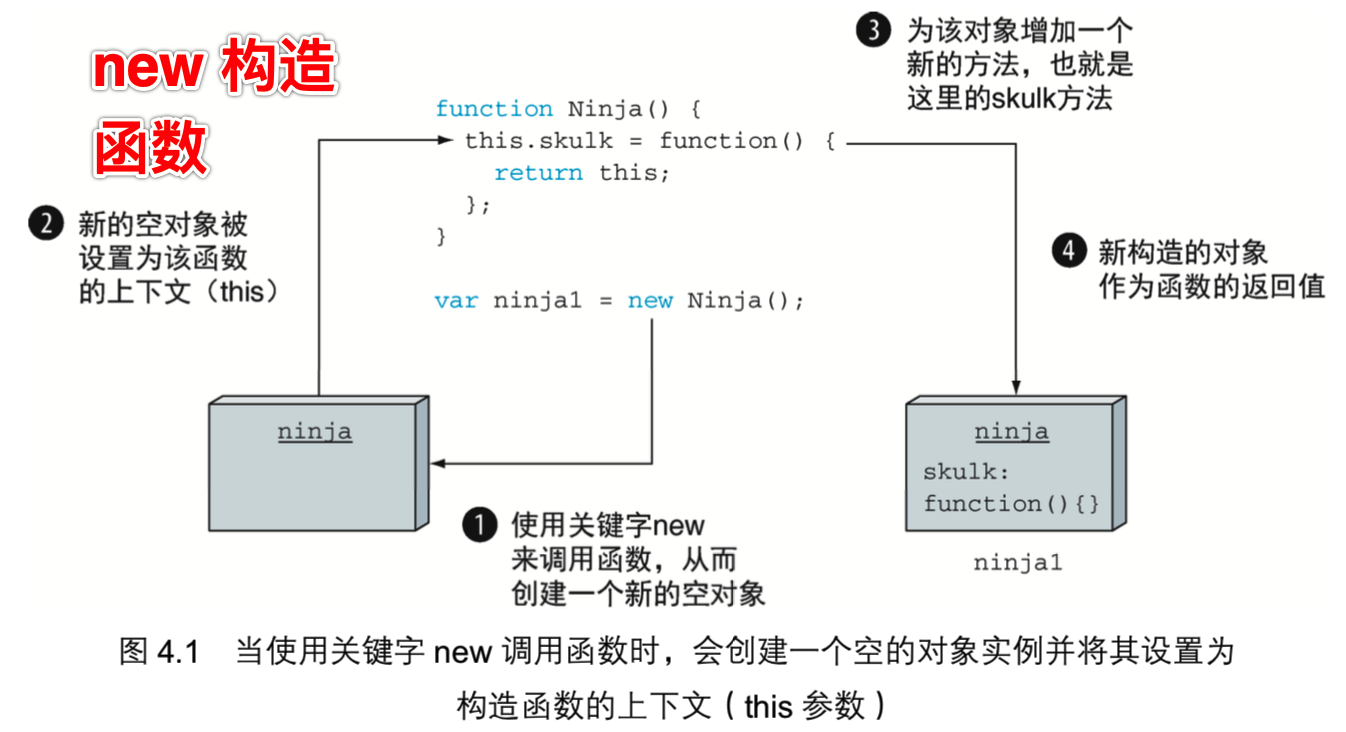 new 构造
函数
❸ 为该对象增加一个
新的方法，也就是
这里的skulk方法
function Ninja() {
this.skulk = function() {
return this;
};
}
❷ 新的空对象被
设置为该函数
的上下文（this）
❹ 新构造的对象
作为函数的返回值
var ninja1 = new Ninja();
ninja
ninja
skulk:
function(){}
ninja1
❶ 使用关键字new
来调用函数，从而
创建一个新的空对象
图 4.1 当使用关键字 new 调用函数时，会创建一个空的对象实例并将其设置为
构造函数的上下文（this 参数）